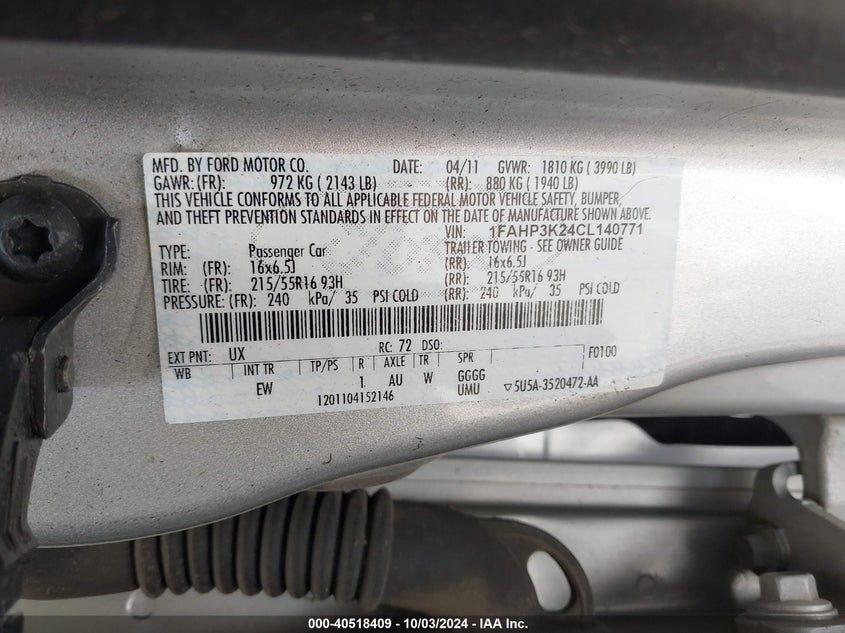 MFD. BY FORD MOTOR CO. DATE: 04/11 GVWR: 1810 KG ( 3990 LB)
GAWR: (FR): 972 KG ( 2143 LB) (RR): 880 KG ( 1940 LB)
THIS VEHICLE CONFORMS TO ALL APPLICABLE FEDERAL MOTOR VEHICLE SAFETY, BUMPER,
AND THEFT PREVENTION STANDARDS IN EFFECT ON THE DATE OF MANUFACTURE SHOWN ABOVE.
VIN: 1FAHP3K24CL140771
TYPE: Passenger Car TRAILER TOWING - SEE OWNER GUIDE
RIM: (FR): 16x6.5J (RR): 16x6.5J
TIRE: (FR): 215/55R16 93H (RR): 215/55R16 93H
PRESSURE: (FR): 240 kPa/ 35 PSI COLD (RR): 240 kPa/ 35 PSI COLD
EXT PNT: UX RC: 72 DSO: F0100
WB INT TR TP/PS R AXLE TR SPR
EW 1 AU W GGGG
1201104152146 UMU ▽5U5A-3520472-AA
000-40518409 - 10/03/2024 - IAA Inc.